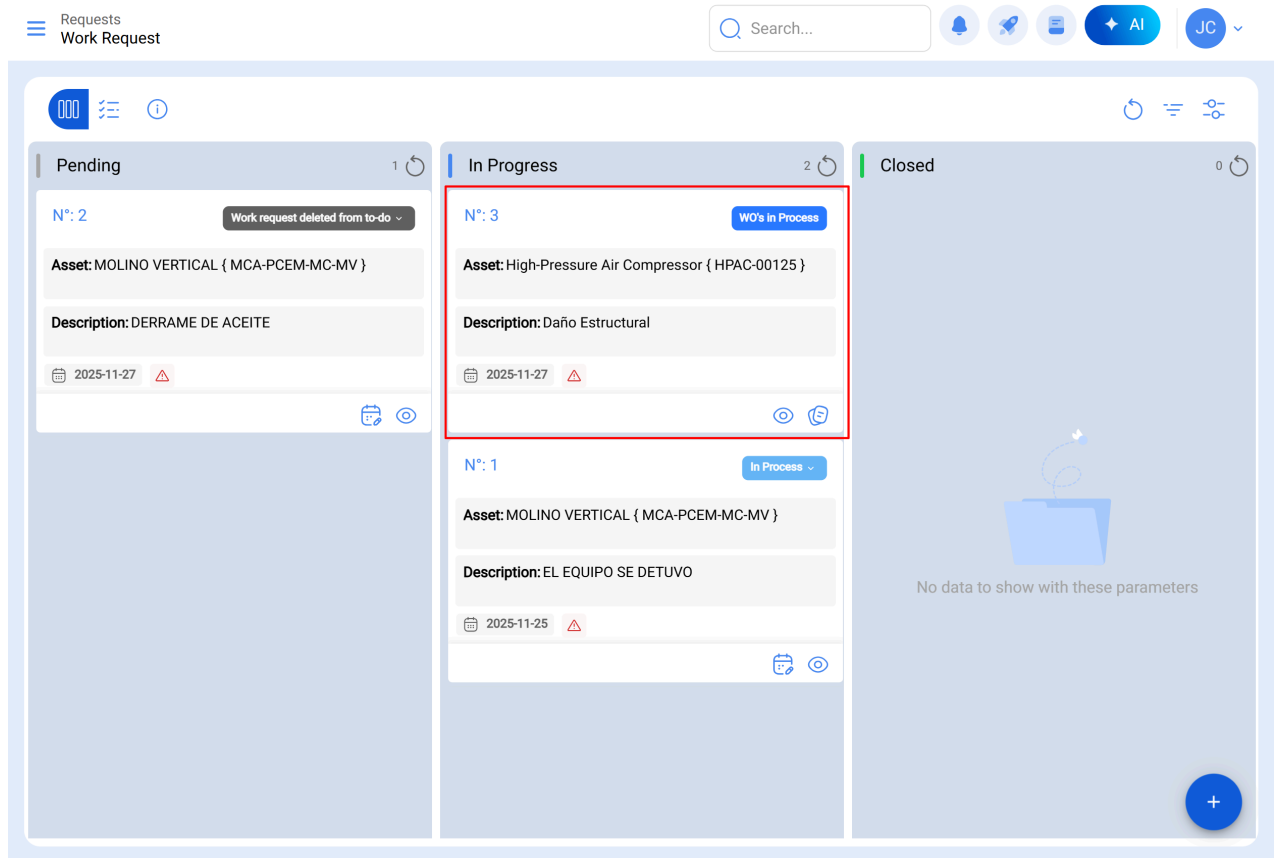 Requests
Work Request
Search...
AI
JC
Pending
1
N°: 2
Work request deleted from to-do
Asset: MOLINO VERTICAL { MCA-PCEM-MC-MV }
Description: DERRAME DE ACEITE
2025-11-27
In Progress
2
N°: 3
WO's in Process
Asset: High-Pressure Air Compressor { HPAC-00125 }
Description: Daño Estructural
2025-11-27
N°: 1
In Process
Asset: MOLINO VERTICAL { MCA-PCEM-MC-MV }
Description: EL EQUIPO SE DETUVO
2025-11-25
Closed
0
No data to show with these parameters